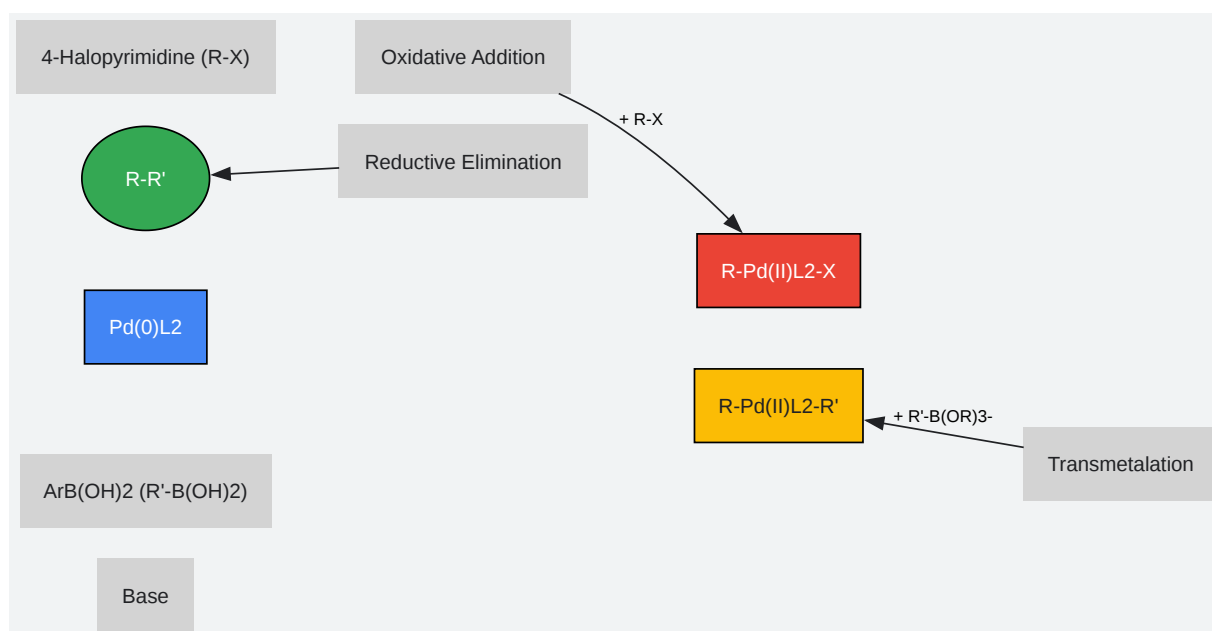 4-Halopyrimidine (R-X)
Oxidative Addition
+ R-X
R-R'
Reductive Elimination
R-Pd(II)L2-X
Pd(0)L2
R-Pd(II)L2-R'
+ R'-B(OR)3-
Transmetalation
ArB(OH)2 (R'-B(OH)2)
Base